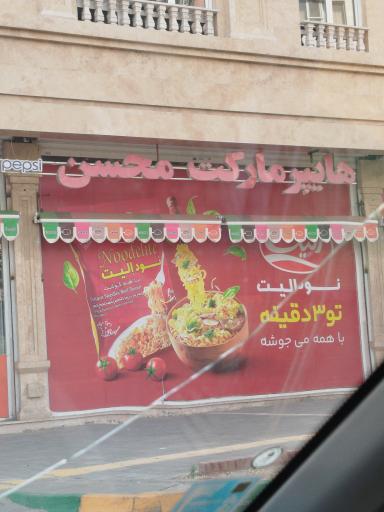 هایپر مارکت محسن
pepsi
Noodelite
نودالیت
نودالیت
تو ۳ دقیقه
با همه می جوشه